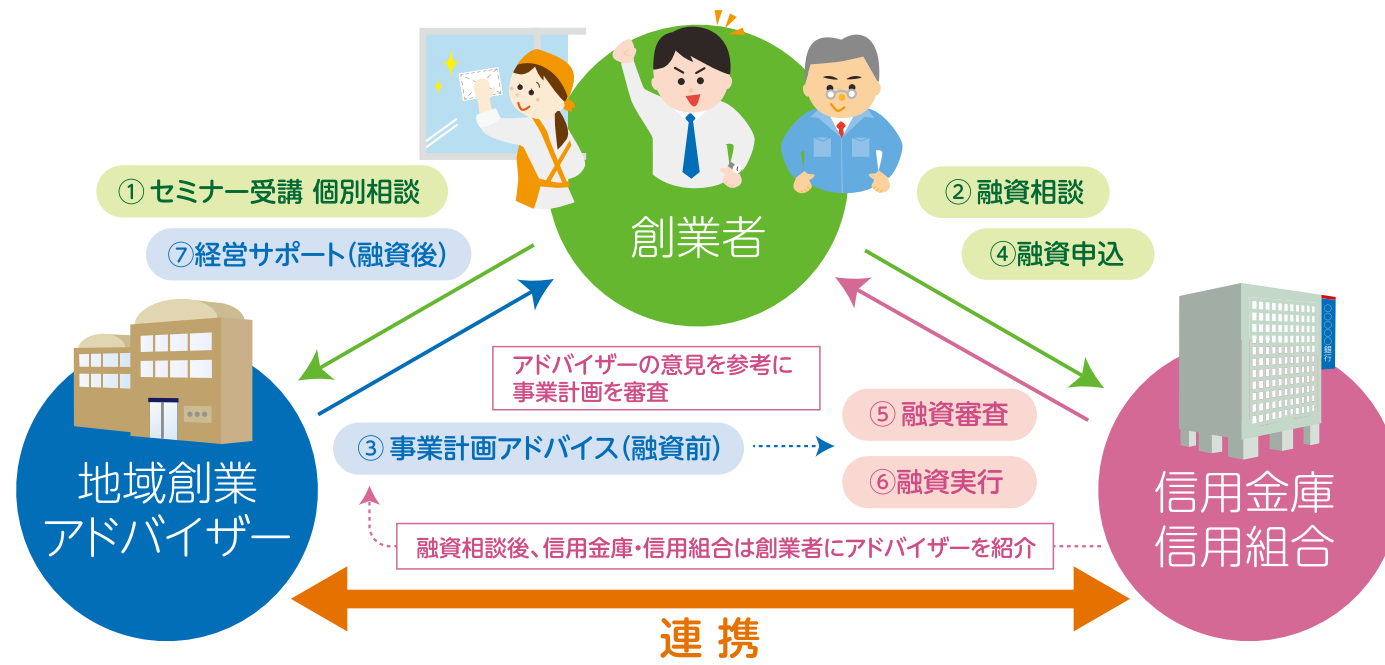 ①セミナー受講 個別相談
⑦経営サポート(融資後)
創業者
②融資相談
④融資申込
○○○○○銀行
アドバイザーの意見を参考に
事業計画を審査
③事業計画アドバイス(融資前)
⑤融資審査
⑥融資実行
地域創業
アドバイザー
信用金庫
信用組合
融資相談後、信用金庫・信用組合は創業者にアドバイザーを紹介
連携